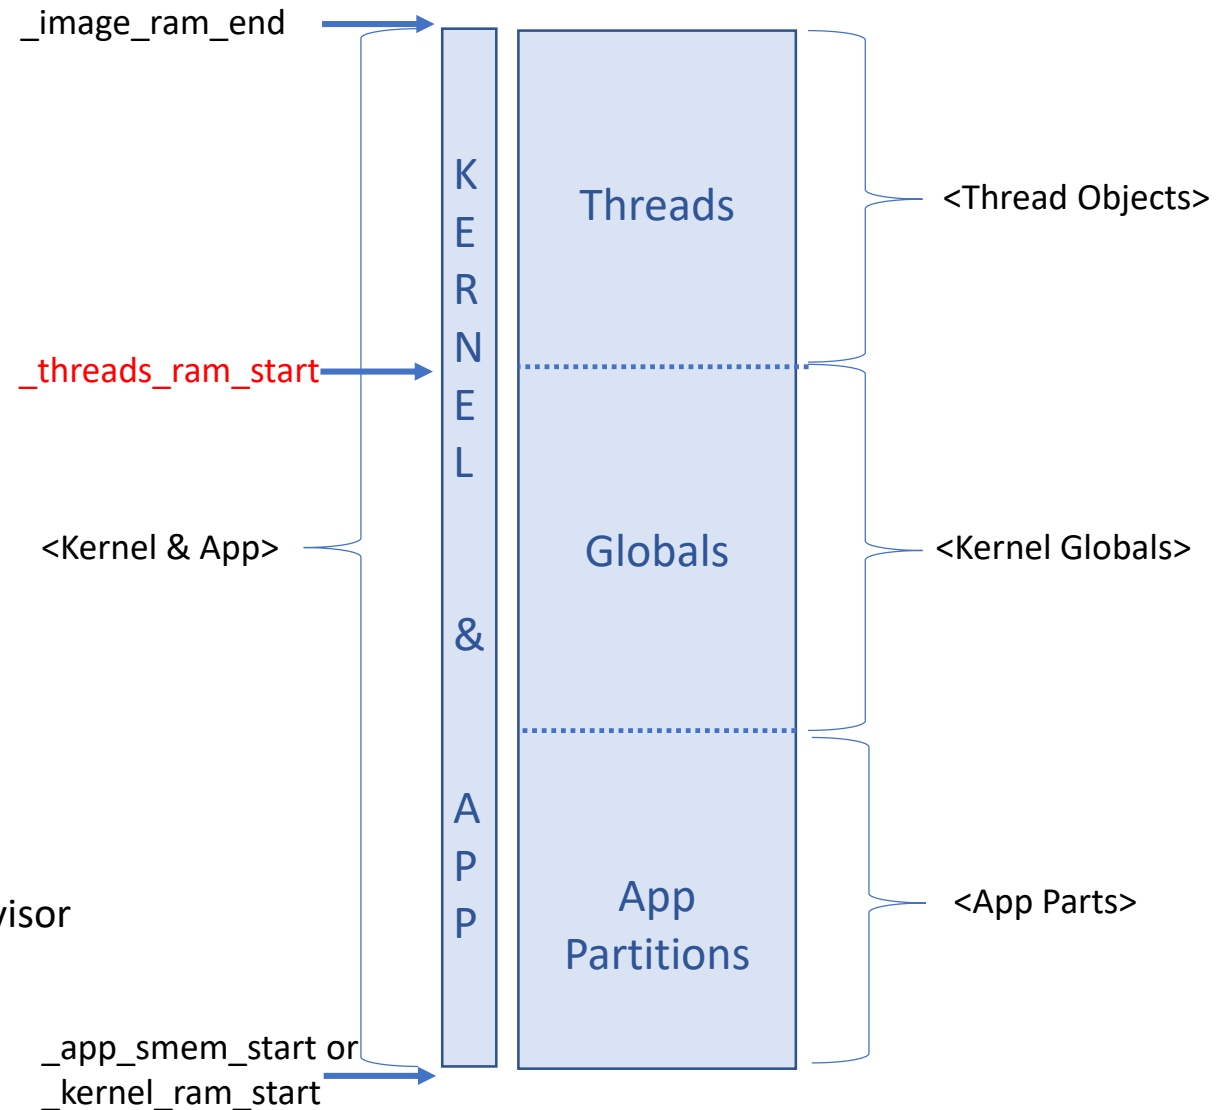 _image_ram_end
K
E
R
N
E
L
&
A
P
P
Threads
<Thread Objects>
_threads_ram_start
<Kernel & App>
Globals
<Kernel Globals>
App
Partitions
<App Parts>
visor
_app_smem_start or
_kernel_ram_start